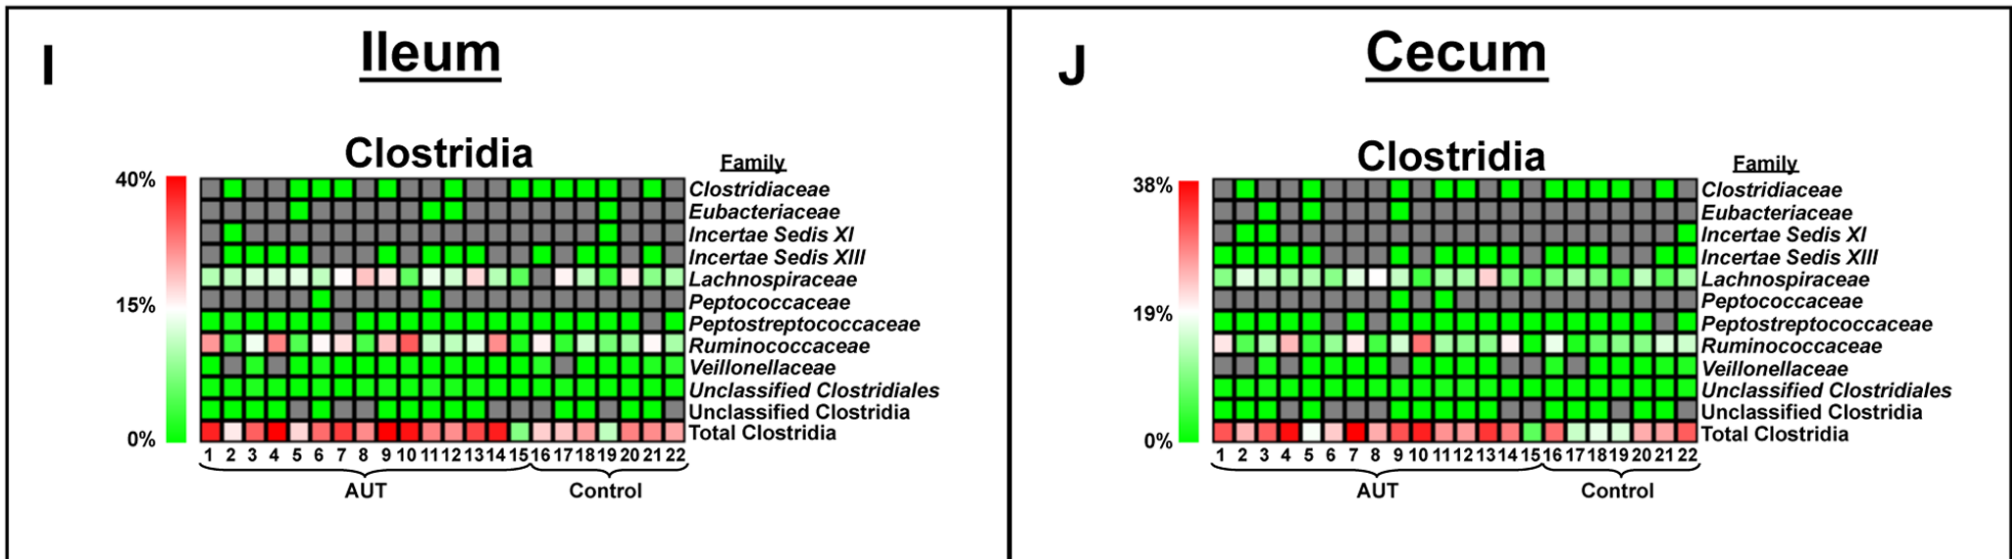 I
Ileum
Clostridia
Family
40%
15%
0%
Clostridiaceae
Eubacteriaceae
Incertae Sedis XI
Incertae Sedis XIII
Lachnospiraceae
Peptococcaceae
Peptostreptococcaceae
Ruminococcaceae
Veillonellaceae
Unclassified Clostridiales
Unclassified Clostridia
Total Clostridia
1 2 3 4 5 6 7 8 9 10 11 12 13 14 15 16 17 18 19 20 21 22
AUT Control
J
Cecum
Clostridia
Family
38%
19%
0%
Clostridiaceae
Eubacteriaceae
Incertae Sedis XI
Incertae Sedis XIII
Lachnospiraceae
Peptococcaceae
Peptostreptococcaceae
Ruminococcaceae
Veillonellaceae
Unclassified Clostridiales
Unclassified Clostridia
Total Clostridia
1 2 3 4 5 6 7 8 9 10 11 12 13 14 15 16 17 18 19 20 21 22
AUT Control